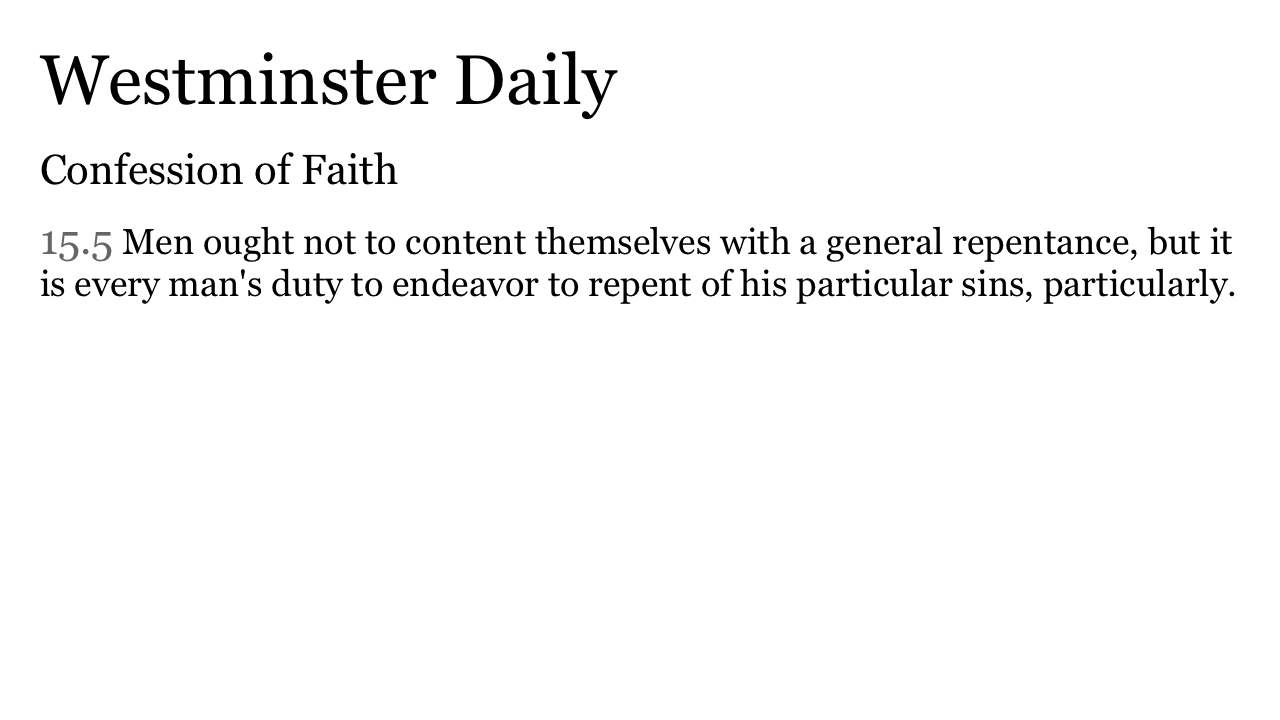 Westminster Daily
Confession of Faith
15.5 Men ought not to content themselves with a general repentance, but it
is every man's duty to endeavor to repent of his particular sins, particularly.